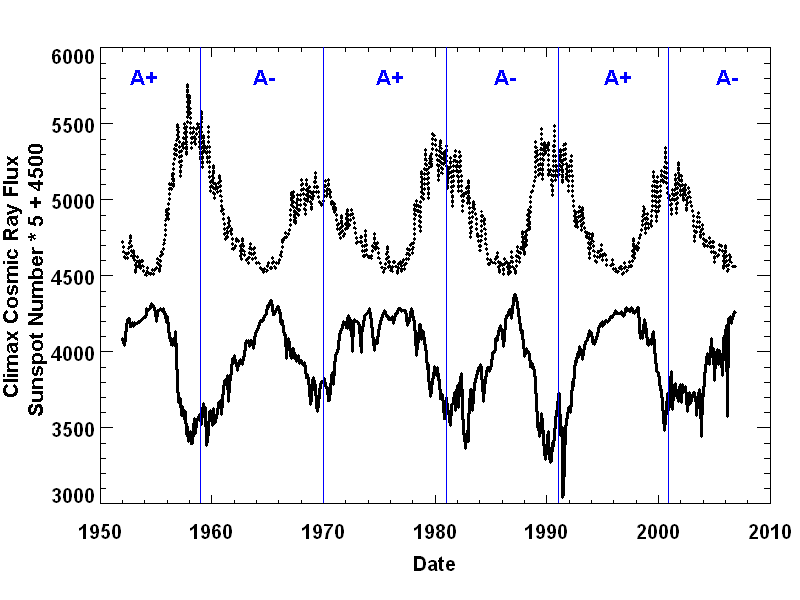 A+ A- A+ A- A+ A-
Climax Cosmic Ray Flux
Sunspot Number * 5 + 4500
6000
5500
5000
4500
4000
3500
3000
1950 1960 1970 1980 1990 2000 2010
Date